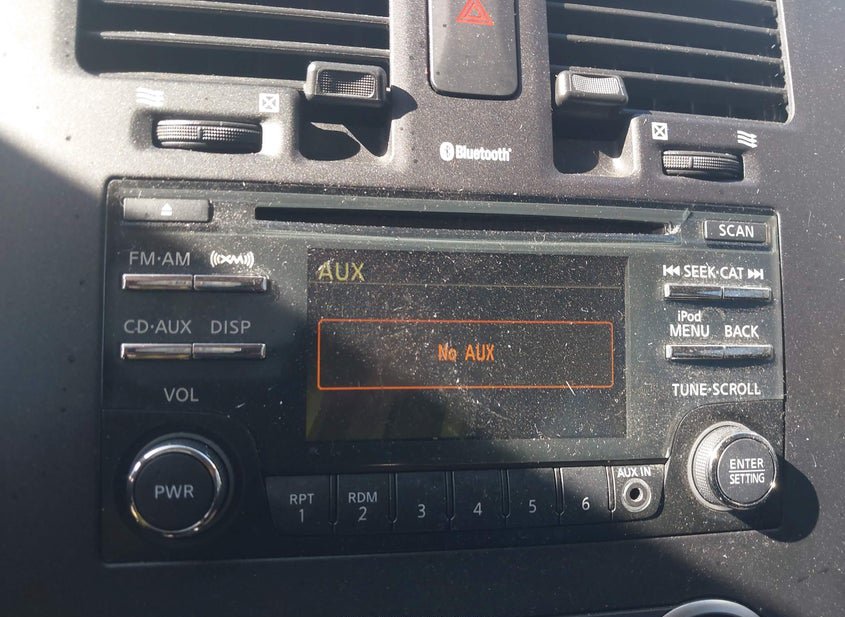 Bluetooth
SCAN
FM·AM
((XM))
SEEK·CAT
AUX
CD·AUX DISP
iPod
MENU BACK
No AUX
VOL
TUNE·SCROLL
PWR
ENTER
SETTING
AUX IN
RPT
1
RDM
2
3
4
5
6